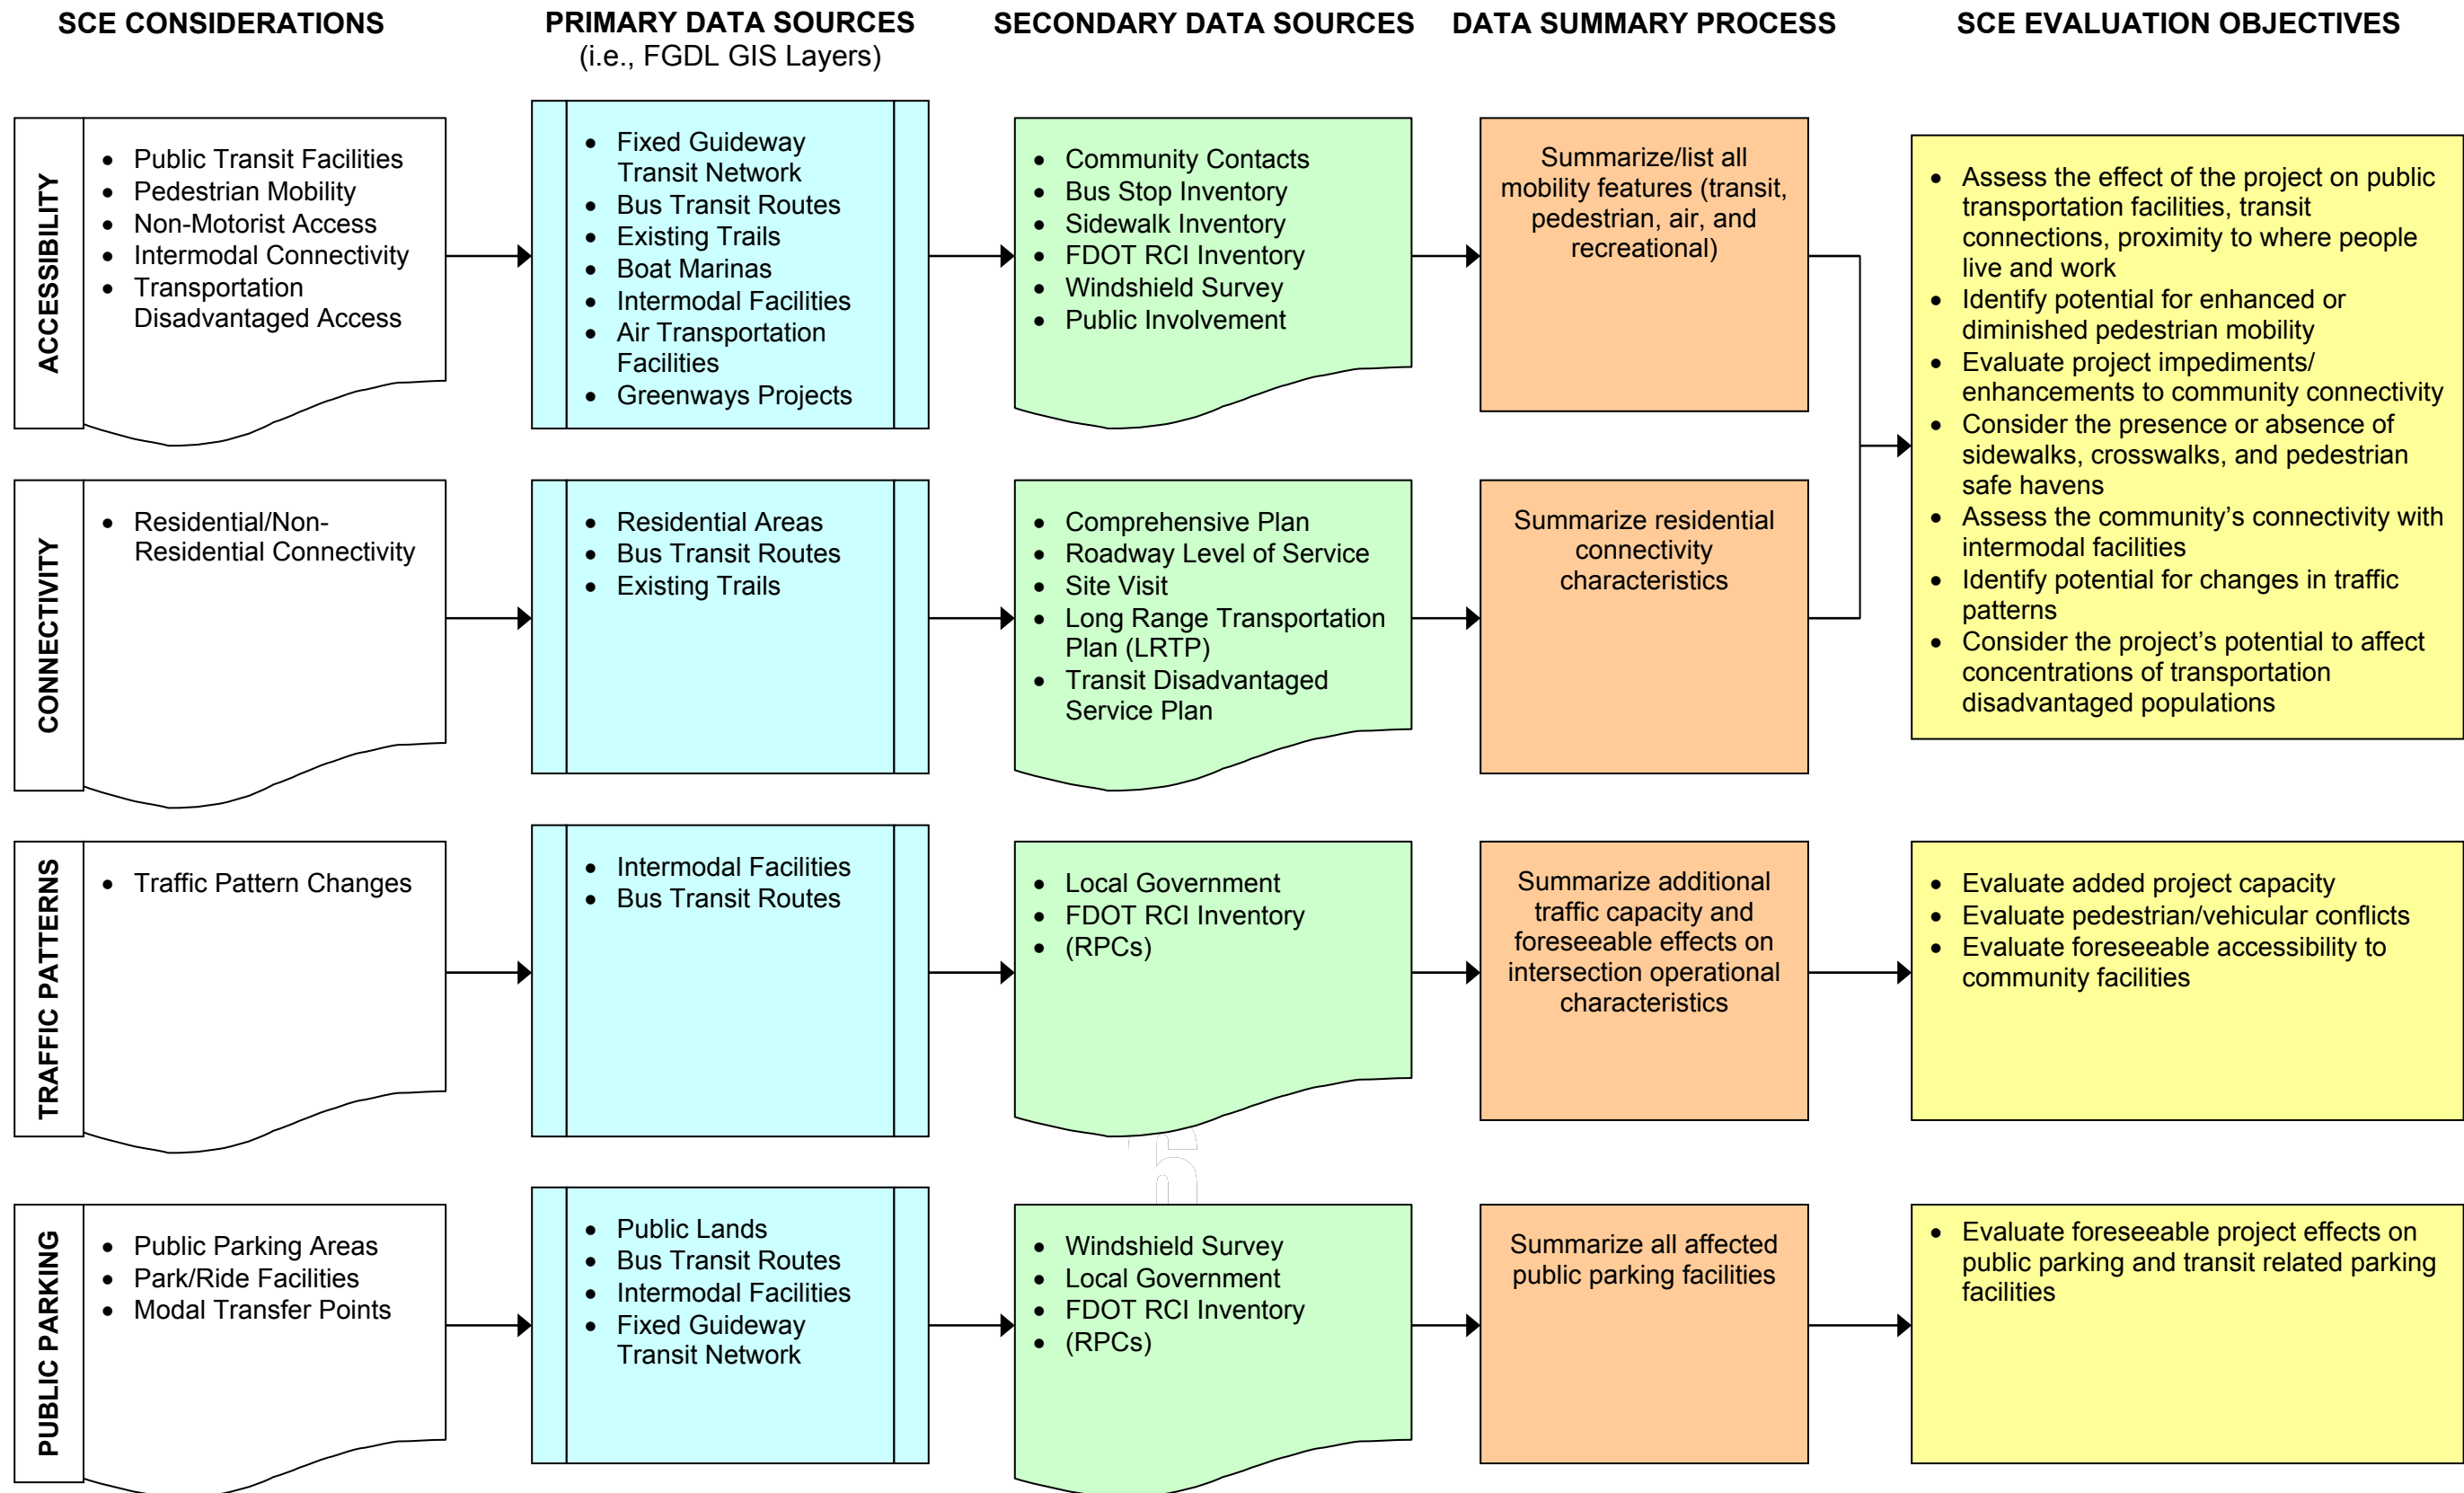 SCE CONSIDERATIONS
PRIMARY DATA SOURCES
(i.e., FGDL GIS Layers)
SECONDARY DATA SOURCES
DATA SUMMARY PROCESS
SCE EVALUATION OBJECTIVES
ACCESSIBILITY
• Public Transit Facilities
• Pedestrian Mobility
• Non-Motorist Access
• Intermodal Connectivity
• Transportation
Disadvantaged Access
• Fixed Guideway
Transit Network
• Bus Transit Routes
• Existing Trails
• Boat Marinas
• Intermodal Facilities
• Air Transportation
Facilities
• Greenways Projects
• Community Contacts
• Bus Stop Inventory
• Sidewalk Inventory
• FDOT RCI Inventory
• Windshield Survey
• Public Involvement
Summarize/list all
mobility features (transit,
pedestrian, air, and
recreational)
• Assess the effect of the project on public
transportation facilities, transit
connections, proximity to where people
live and work
• Identify potential for enhanced or
diminished pedestrian mobility
• Evaluate project impediments/
enhancements to community connectivity
• Consider the presence or absence of
sidewalks, crosswalks, and pedestrian
safe havens
• Assess the community’s connectivity with
intermodal facilities
• Identify potential for changes in traffic
patterns
• Consider the project’s potential to affect
concentrations of transportation
disadvantaged populations
CONNECTIVITY
• Residential/Non-
Residential Connectivity
• Residential Areas
• Bus Transit Routes
• Existing Trails
• Comprehensive Plan
• Roadway Level of Service
• Site Visit
• Long Range Transportation
Plan (LRTP)
• Transit Disadvantaged
Service Plan
Summarize residential
connectivity
characteristics
TRAFFIC PATTERNS
• Traffic Pattern Changes
• Intermodal Facilities
• Bus Transit Routes
• Local Government
• FDOT RCI Inventory
• (RPCs)
Summarize additional
traffic capacity and
foreseeable effects on
intersection operational
characteristics
• Evaluate added project capacity
• Evaluate pedestrian/vehicular conflicts
• Evaluate foreseeable accessibility to
community facilities
PUBLIC PARKING
• Public Parking Areas
• Park/Ride Facilities
• Modal Transfer Points
• Public Lands
• Bus Transit Routes
• Intermodal Facilities
• Fixed Guideway
Transit Network
• Windshield Survey
• Local Government
• FDOT RCI Inventory
• (RPCs)
Summarize all affected
public parking facilities
• Evaluate foreseeable project effects on
public parking and transit related parking
facilities